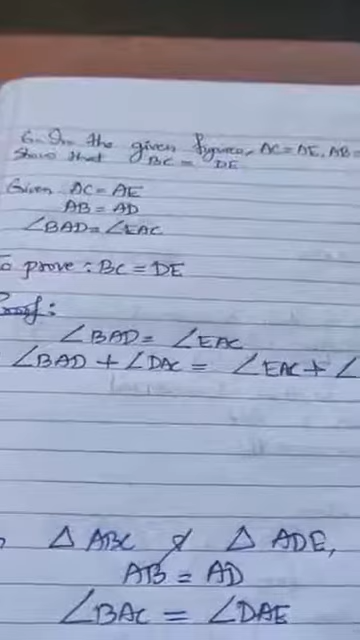 6. In the given figure, AC = AE, AB =
Show that BC = DE
Given AC = AE
AB = AD
∠BAD = ∠EAC
To prove : BC = DE
Proof:
∠BAD = ∠EAC
∠BAD + ∠DAC = ∠EAC + ∠
△ ABC & △ ADE,
AB = AD
∠BAC = ∠DAE